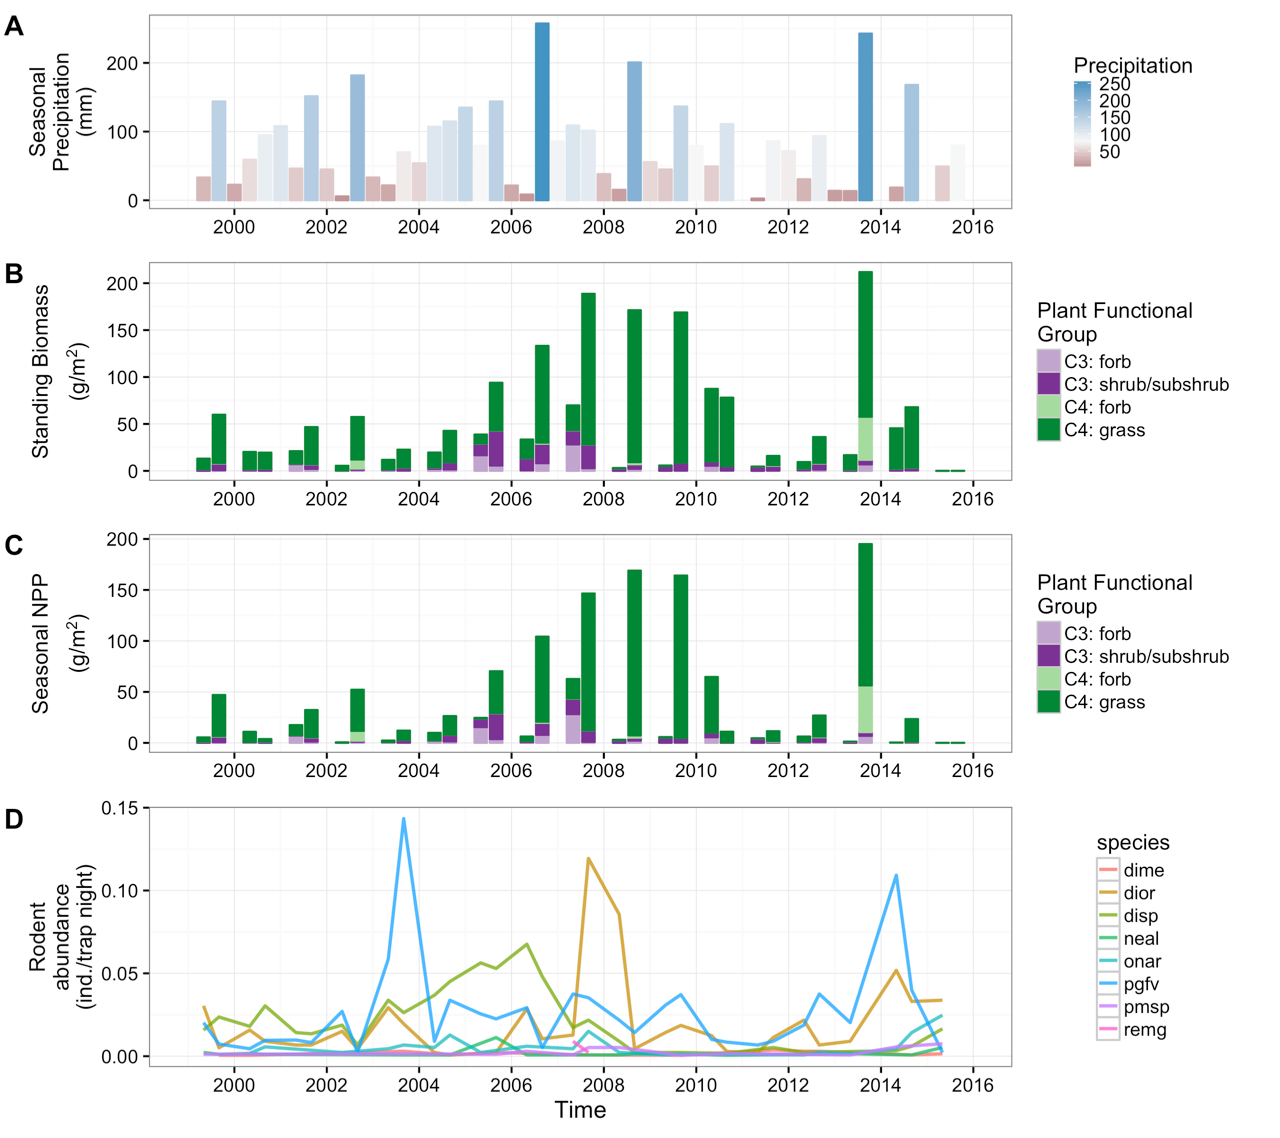 A
Seasonal
Precipitation
(mm)
200
100
0
2000 2002 2004 2006 2008 2010 2012 2014 2016
Precipitation
250
200
150
100
50
B
Standing Biomass
(g/m²)
200
150
100
50
0
2000 2002 2004 2006 2008 2010 2012 2014 2016
Plant Functional
Group
C3: forb
C3: shrub/subshrub
C4: forb
C4: grass
C
Seasonal NPP
(g/m²)
200
150
100
50
0
2000 2002 2004 2006 2008 2010 2012 2014 2016
Plant Functional
Group
C3: forb
C3: shrub/subshrub
C4: forb
C4: grass
D
Rodent
abundance
(ind./trap night)
0.15
0.10
0.05
0.00
2000 2002 2004 2006 2008 2010 2012 2014 2016
Time
species
dime
dior
disp
neal
onar
pgfv
pmsp
remg